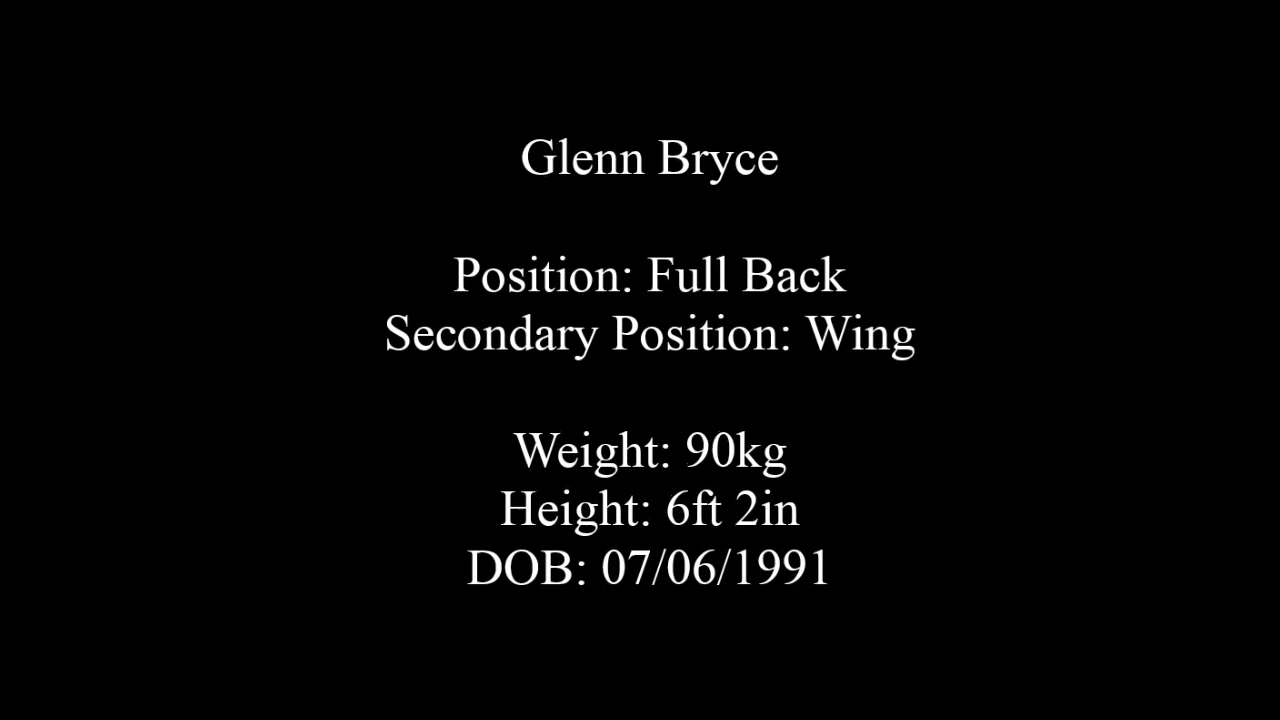 Glenn Bryce
Position: Full Back
Secondary Position: Wing
Weight: 90kg
Height: 6ft 2in
DOB: 07/06/1991